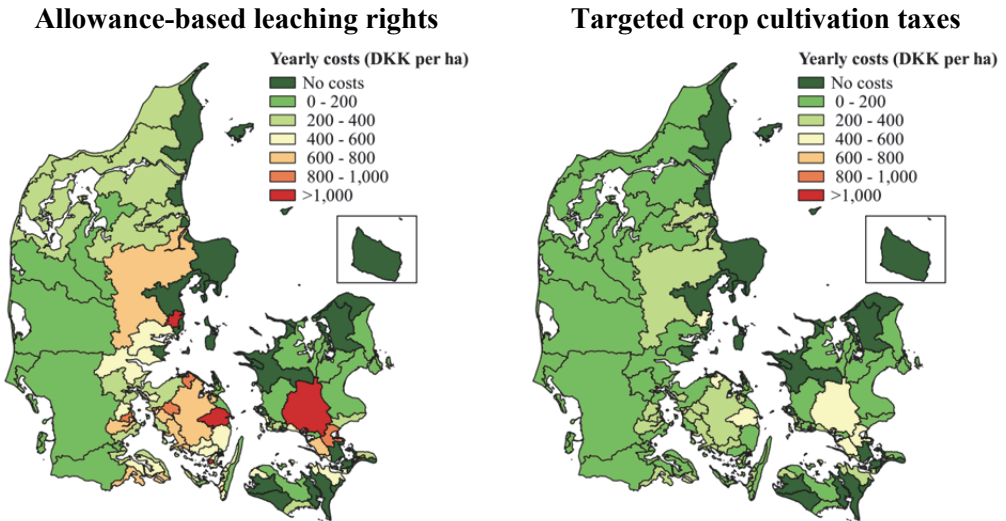 Allowance-based leaching rights
Yearly costs (DKK per ha)
No costs
0 - 200
200 - 400
400 - 600
600 - 800
800 - 1,000
>1,000
Targeted crop cultivation taxes
Yearly costs (DKK per ha)
No costs
0 - 200
200 - 400
400 - 600
600 - 800
800 - 1,000
>1,000